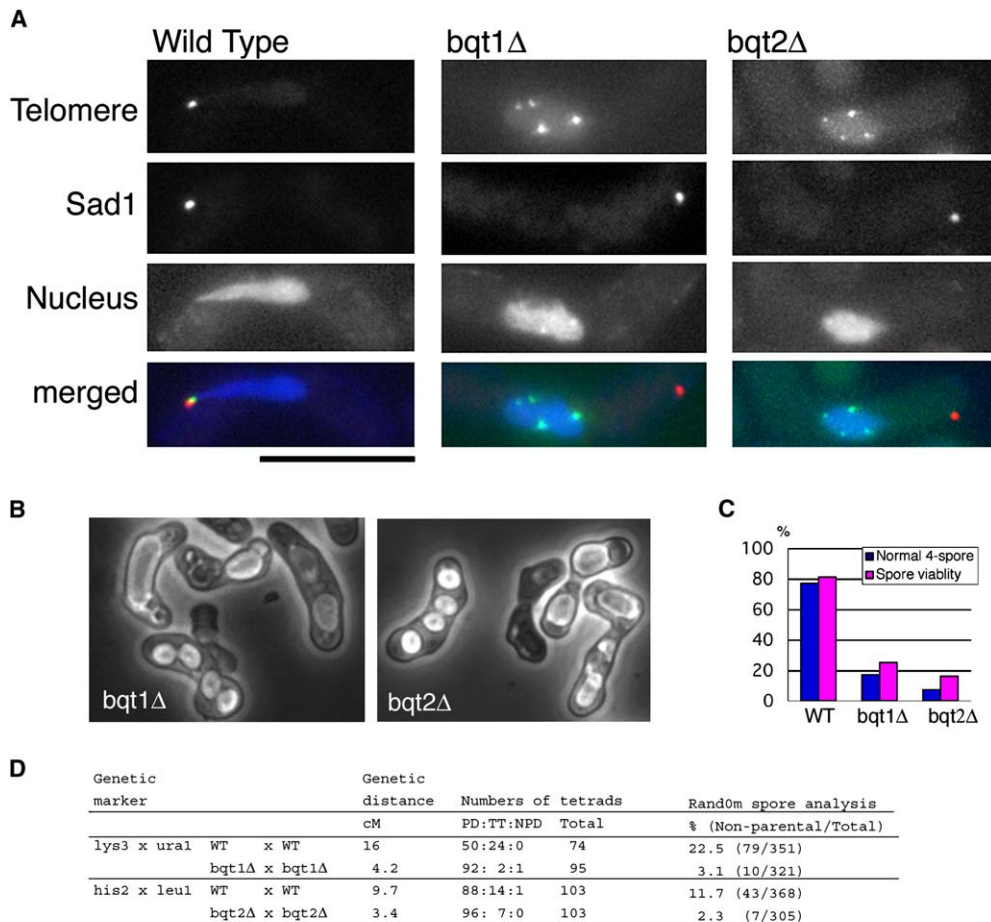 A
Wild Type bqt1Δ bqt2Δ
Telomere
Sad1
Nucleus
merged
B
bqt1Δ
bqt2Δ
C
%
100
80
60
40
20
0
Normal 4-spore
Spore viablity
WT bqt1Δ bqt2Δ
D
Genetic marker Genetic distance Numbers of tetrads Rand0m spore analysis
cM PD:TT:NPD Total % (Non-parental/Total)
lys3 x ura1 WT x WT 16 50:24:0 74 22.5 (79/351)
bqt1Δ x bqt1Δ 4.2 92: 2:1 95 3.1 (10/321)
his2 x leu1 WT x WT 9.7 88:14:1 103 11.7 (43/368)
bqt2Δ x bqt2Δ 3.4 96: 7:0 103 2.3 (7/305)